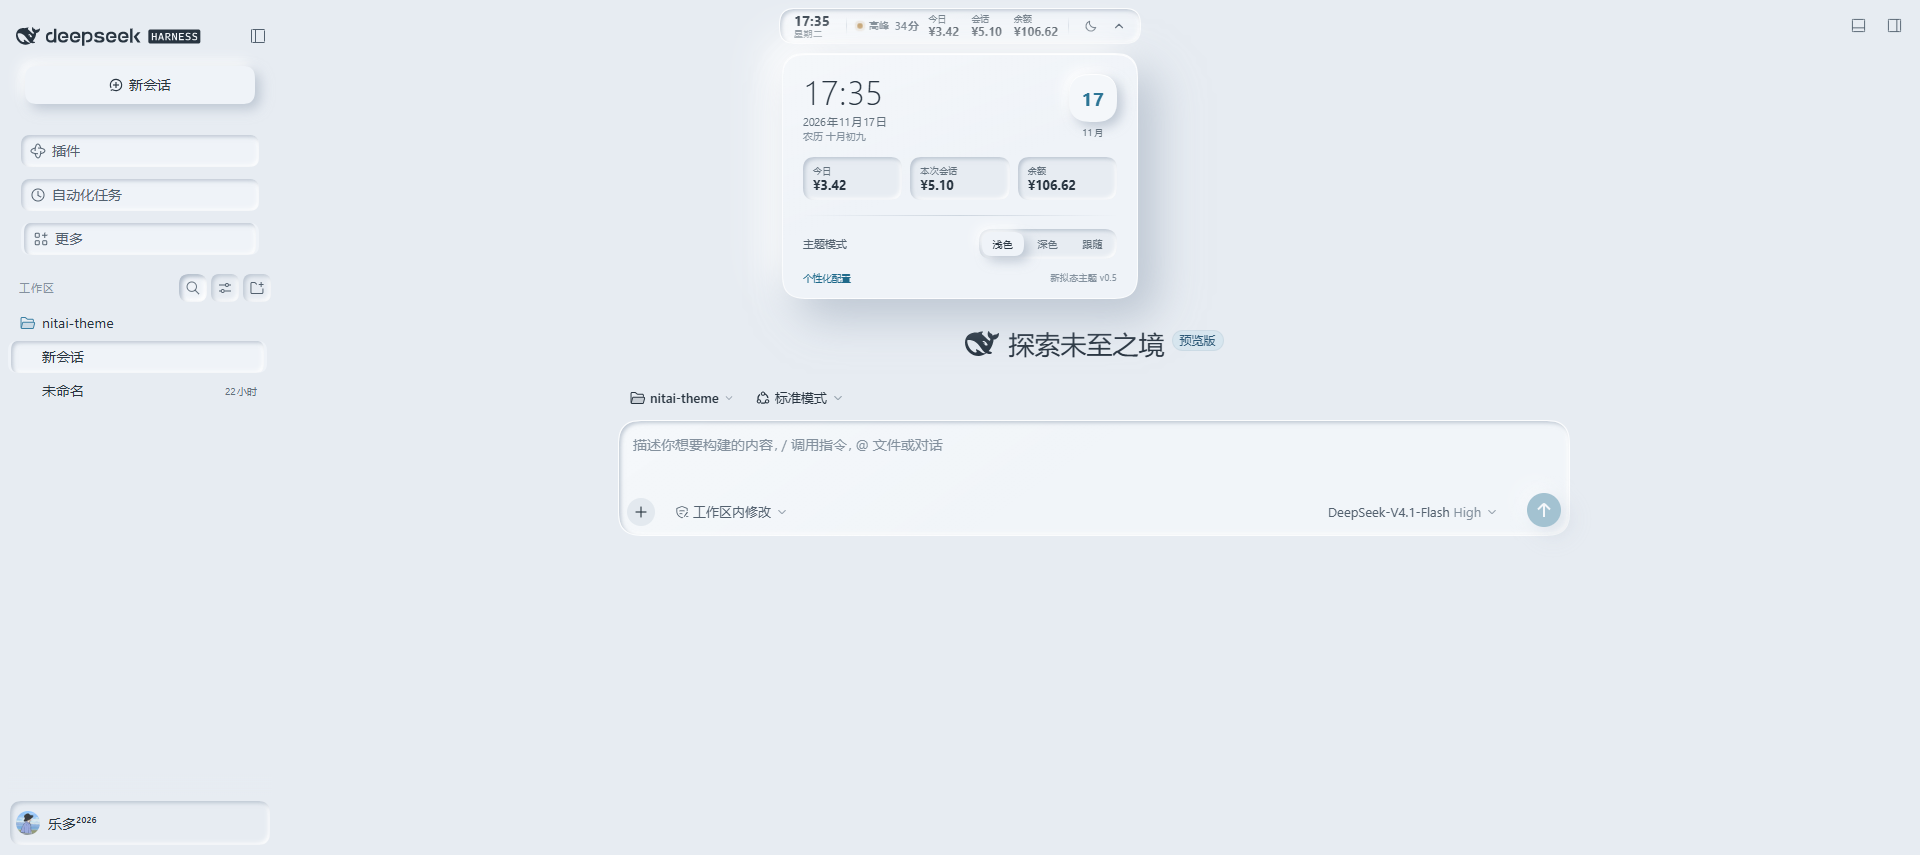 deepseek HARNESS
新会话
插件
自动化任务
更多
工作区
nitai-theme
新会话
未命名 22小时
乐多2026
17:35
星期二
高峰 34分
今日
¥3.42
会话
¥5.10
余额
¥106.62
17:35
2026年11月17日
农历 十月初九
17
11月
今日
¥3.42
本次会话
¥5.10
余额
¥106.62
主题模式
浅色 深色 跟随
个性化配置
新拟态主题 v0.5
探索未至之境 预览版
nitai-theme 标准模式
描述你想要构建的内容, / 调用指令, @ 文件或对话
工作区内修改
DeepSeek-V4.1-Flash High